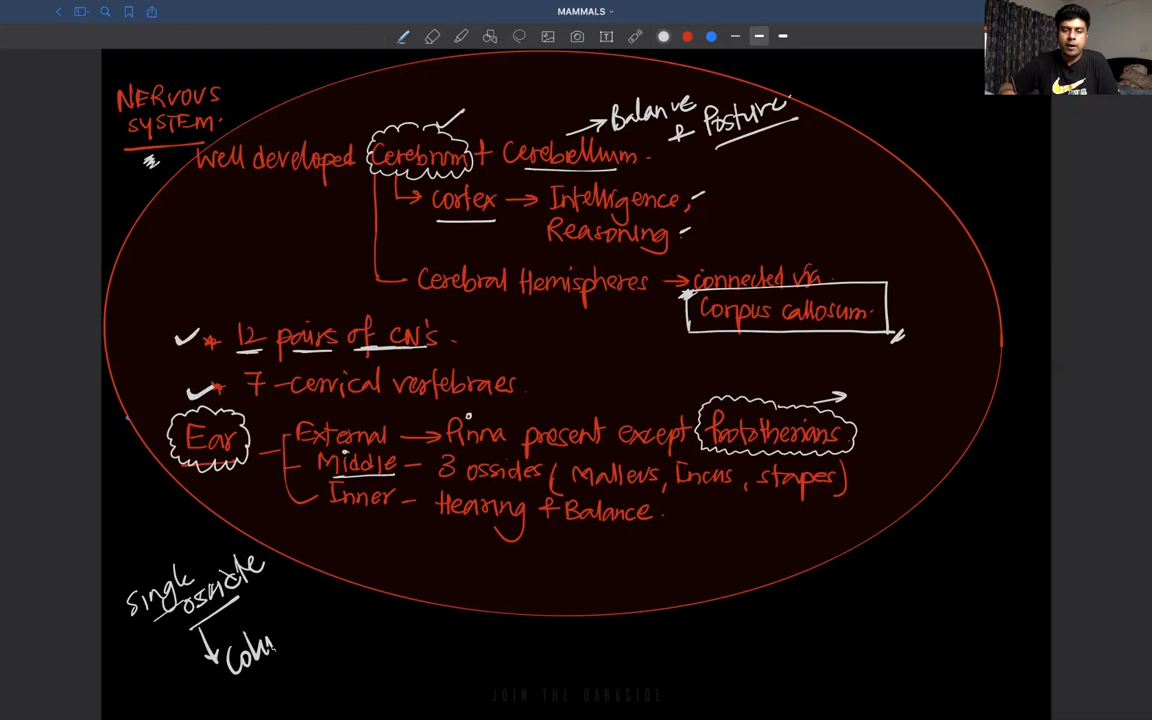 MAMMALS
NERVOUS
SYSTEM.
Balance
& Posture
Well developed Cerebrum + Cerebellum.
cortex → Intelligence,
Reasoning
Cerebral Hemispheres → connected via
Corpus callosum.
* 12 pairs of CN's.
* 7 - cervical vertebraes.
Ear
External → Pinna present except Prototherians.
Middle - 3 ossicles (Malleus, Incus, stapes)
Inner - Hearing & Balance.
single
ossicle
↓ Colu
JOIN THE DARKSIDE